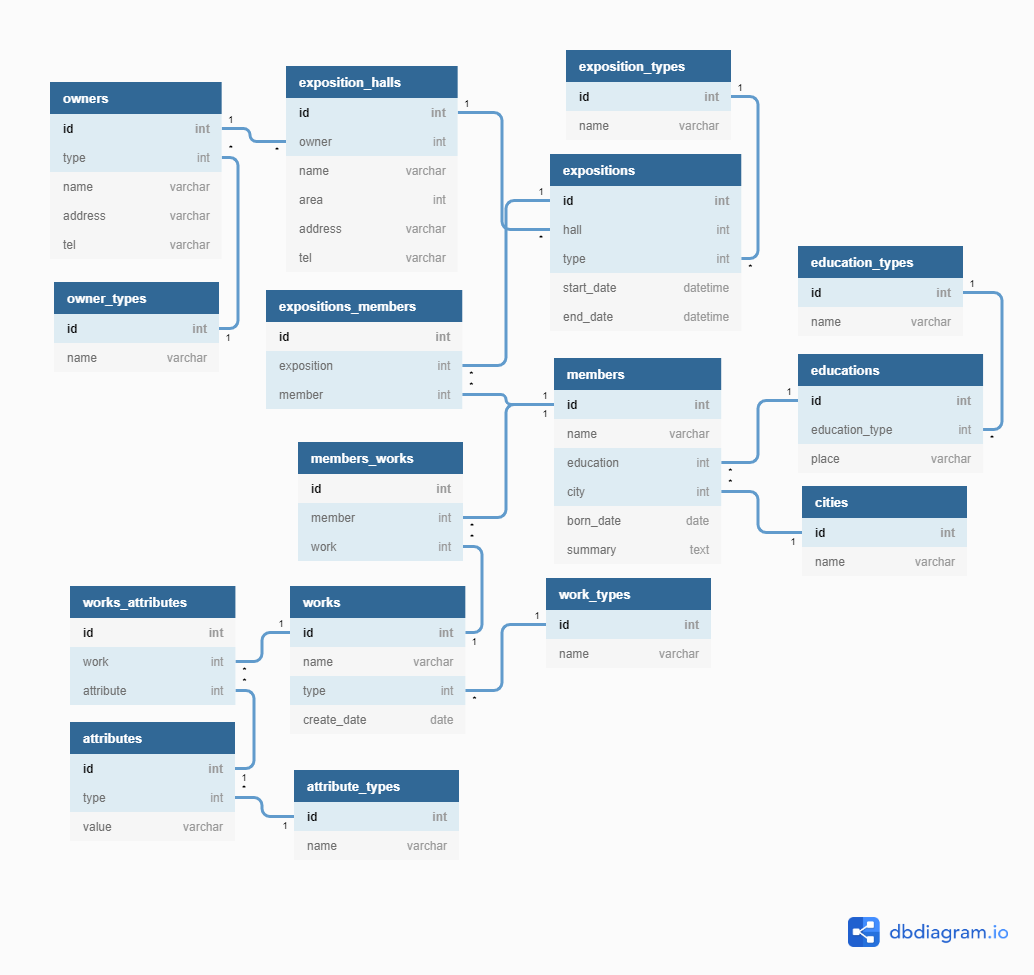 owners
id int
type int
name varchar
address varchar
tel varchar
owner_types
id int
name varchar
exposition_halls
id int
owner int
name varchar
area int
address varchar
tel varchar
exposition_types
id int
name varchar
expositions
id int
hall int
type int
start_date datetime
end_date datetime
expositions_members
id int
exposition int
member int
members
id int
name varchar
education int
city int
born_date date
summary text
education_types
id int
name varchar
educations
id int
education_type int
place varchar
cities
id int
name varchar
members_works
id int
member int
work int
works_attributes
id int
work int
attribute int
works
id int
name varchar
type int
create_date date
work_types
id int
name varchar
attributes
id int
type int
value varchar
attribute_types
id int
name varchar
1 *
* 1
1 *
1 *
1 *
* 1
1 *
* 1
1 *
* 1
* 1
* 1
1 *
* 1
* 1
* 1
dbdiagram.io